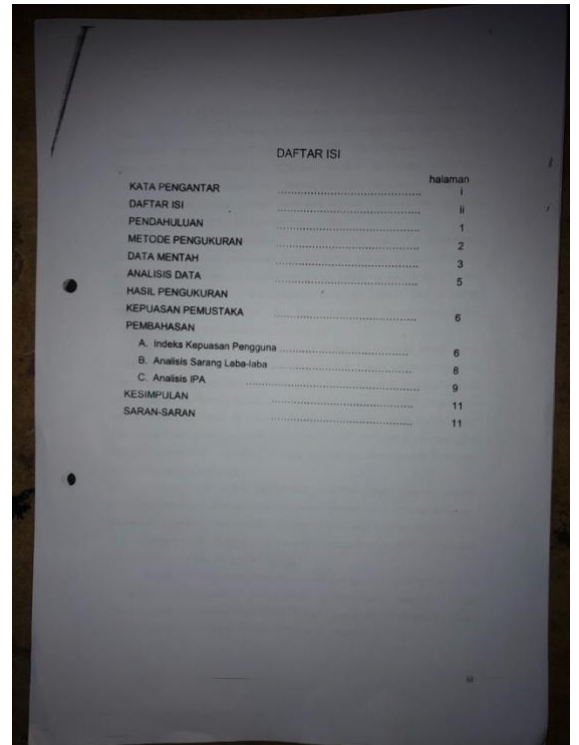 DAFTAR ISI
halaman
KATA PENGANTAR ........................................ i
DAFTAR ISI ........................................ ii
PENDAHULUAN ........................................ 1
METODE PENGUKURAN ........................................ 2
DATA MENTAH ........................................ 3
ANALISIS DATA ........................................ 5
HASIL PENGUKURAN
KEPUASAN PEMUSTAKA ........................................ 6
PEMBAHASAN
A. Indeks Kepuasan Pengguna ........................................ 6
B. Analisis Sarang Laba-laba ........................................ 8
C. Analisis IPA ........................................ 9
KESIMPULAN ........................................ 11
SARAN-SARAN ........................................ 11
iii